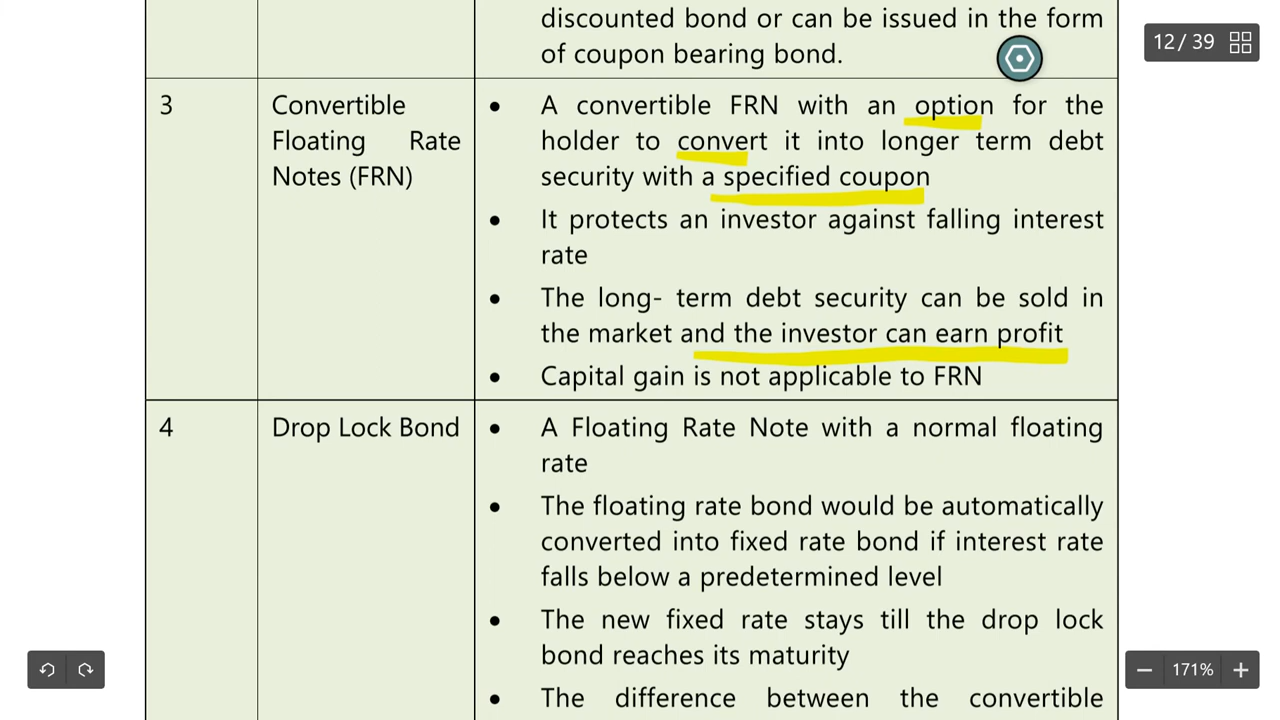 discounted bond or can be issued in the form
of coupon bearing bond.
12 / 39
3
Convertible
Floating Rate
Notes (FRN)
• A convertible FRN with an option for the
holder to convert it into longer term debt
security with a specified coupon
• It protects an investor against falling interest
rate
• The long- term debt security can be sold in
the market and the investor can earn profit
• Capital gain is not applicable to FRN
4
Drop Lock Bond
• A Floating Rate Note with a normal floating
rate
• The floating rate bond would be automatically
converted into fixed rate bond if interest rate
falls below a predetermined level
• The new fixed rate stays till the drop lock
bond reaches its maturity
• The difference between the convertible
171%